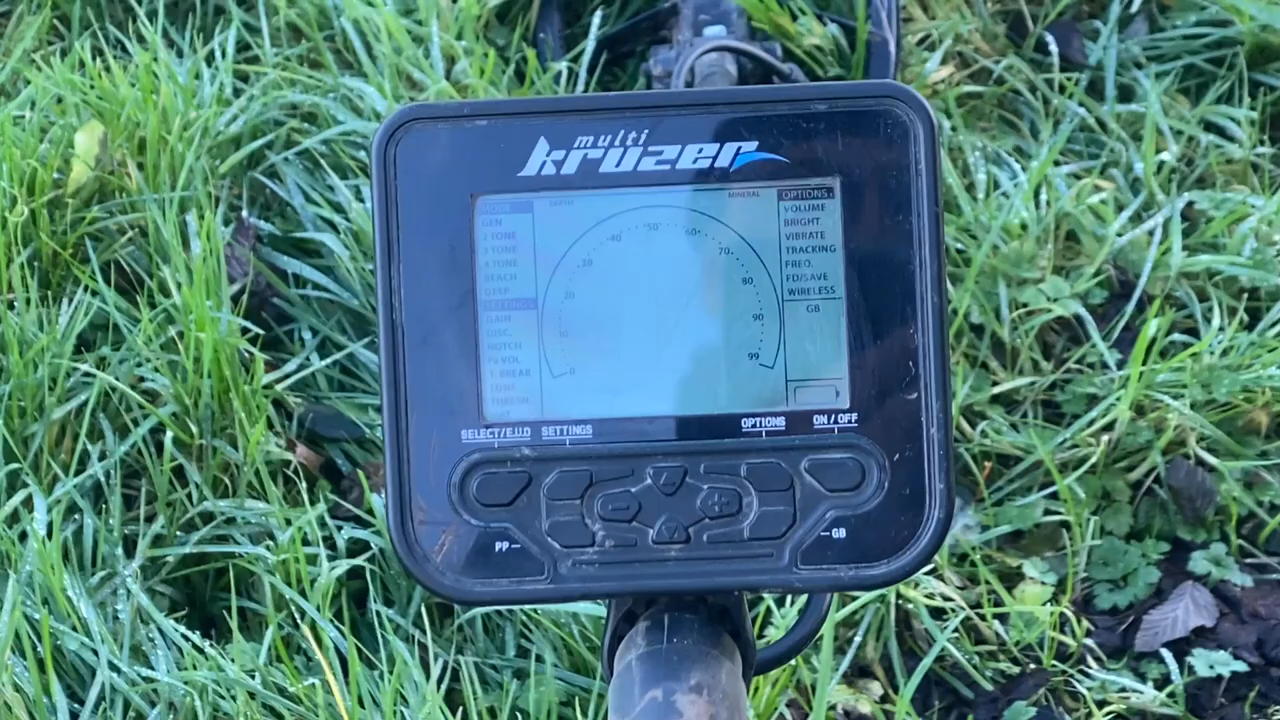 multi
kruzer
MODE
GEN
2 TONE
3 TONE
4 TONE
BEACH
DEEP
SETTINGS
GAIN
DISC.
NOTCH
T. BREAK
TONE
DEPTH
MINERAL
0
10
20
30
40
50
60
70
80
90
99
OPTIONS
VOLUME
BRIGHT.
VIBRATE
TRACKING
FREQ.
FD/SAVE
WIRELESS
GB
SELECT/E.U.D
SETTINGS
OPTIONS
ON / OFF
− +
PP
GB